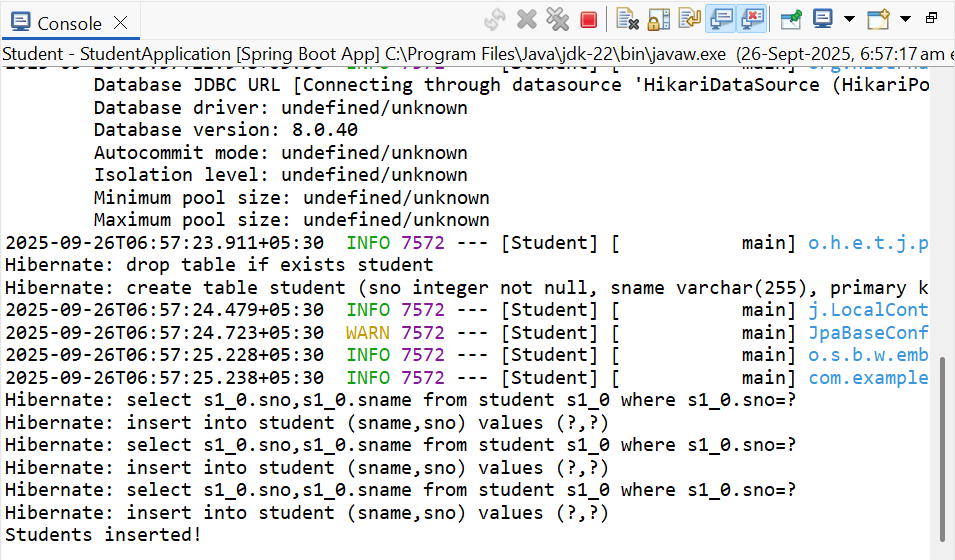 Console
Student - StudentApplication [Spring Boot App] C:\Program Files\Java\jdk-22\bin\javaw.exe (26-Sept-2025, 6:57:17 am e
Database JDBC URL [Connecting through datasource 'HikariDataSource (HikariPo
Database driver: undefined/unknown
Database version: 8.0.40
Autocommit mode: undefined/unknown
Isolation level: undefined/unknown
Minimum pool size: undefined/unknown
Maximum pool size: undefined/unknown
2025-09-26T06:57:23.911+05:30  INFO 7572 --- [Student] [           main] o.h.e.t.j.p
Hibernate: drop table if exists student
Hibernate: create table student (sno integer not null, sname varchar(255), primary k
2025-09-26T06:57:24.479+05:30  INFO 7572 --- [Student] [           main] j.LocalCont
2025-09-26T06:57:24.723+05:30  WARN 7572 --- [Student] [           main] JpaBaseConf
2025-09-26T06:57:25.228+05:30  INFO 7572 --- [Student] [           main] o.s.b.w.emb
2025-09-26T06:57:25.238+05:30  INFO 7572 --- [Student] [           main] com.example
Hibernate: select s1_0.sno,s1_0.sname from student s1_0 where s1_0.sno=?
Hibernate: insert into student (sname,sno) values (?,?)
Hibernate: select s1_0.sno,s1_0.sname from student s1_0 where s1_0.sno=?
Hibernate: insert into student (sname,sno) values (?,?)
Hibernate: select s1_0.sno,s1_0.sname from student s1_0 where s1_0.sno=?
Hibernate: insert into student (sname,sno) values (?,?)
Students inserted!